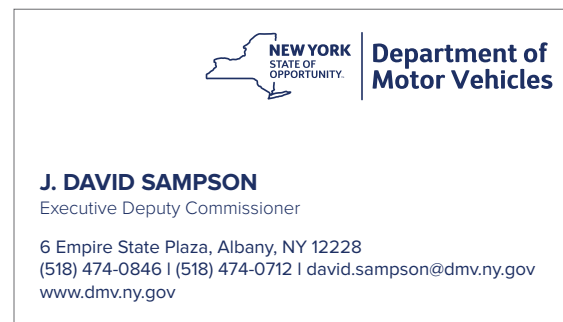 NEW YORK
STATE OF
OPPORTUNITY.
Department of
Motor Vehicles
J. DAVID SAMPSON
Executive Deputy Commissioner
6 Empire State Plaza, Albany, NY 12228
(518) 474-0846 | (518) 474-0712 | david.sampson@dmv.ny.gov
www.dmv.ny.gov